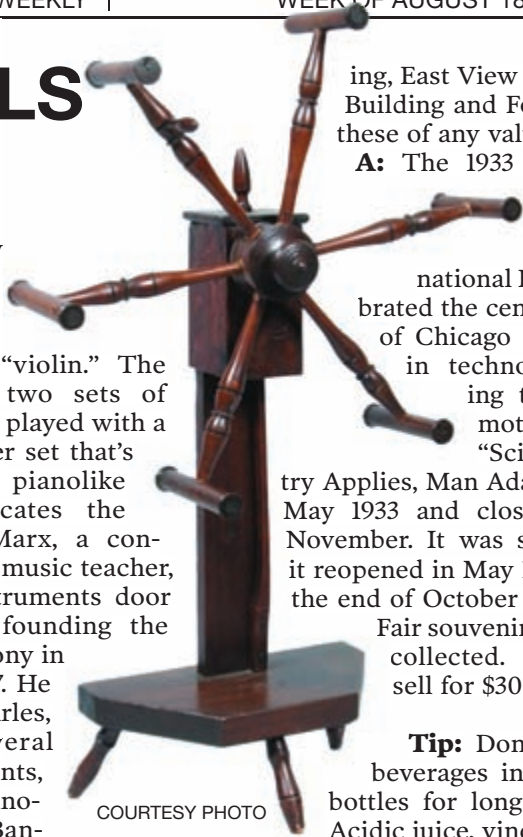 WEEKLY | WEEK OF AUGUST 18
LS
“violin.” The
two sets of
played with a
er set that’s
pianolike
cates the
Marx, a con-
music teacher,
truments door
founding the
ony in
7. He
rles,
veral
nts,
no-
Ban-
COURTESY PHOTO
ing, East View
Building and Fo
these of any val
A: The 1933
national
brated the cen
of Chicago
in techno
ing t
mot
“Sci
try Applies, Man Ada
May 1933 and clos
November. It was s
it reopened in May
the end of October
Fair souvenir
collected.
sell for $30
Tip: Don
beverages in
bottles for long
Acidic juice, vine